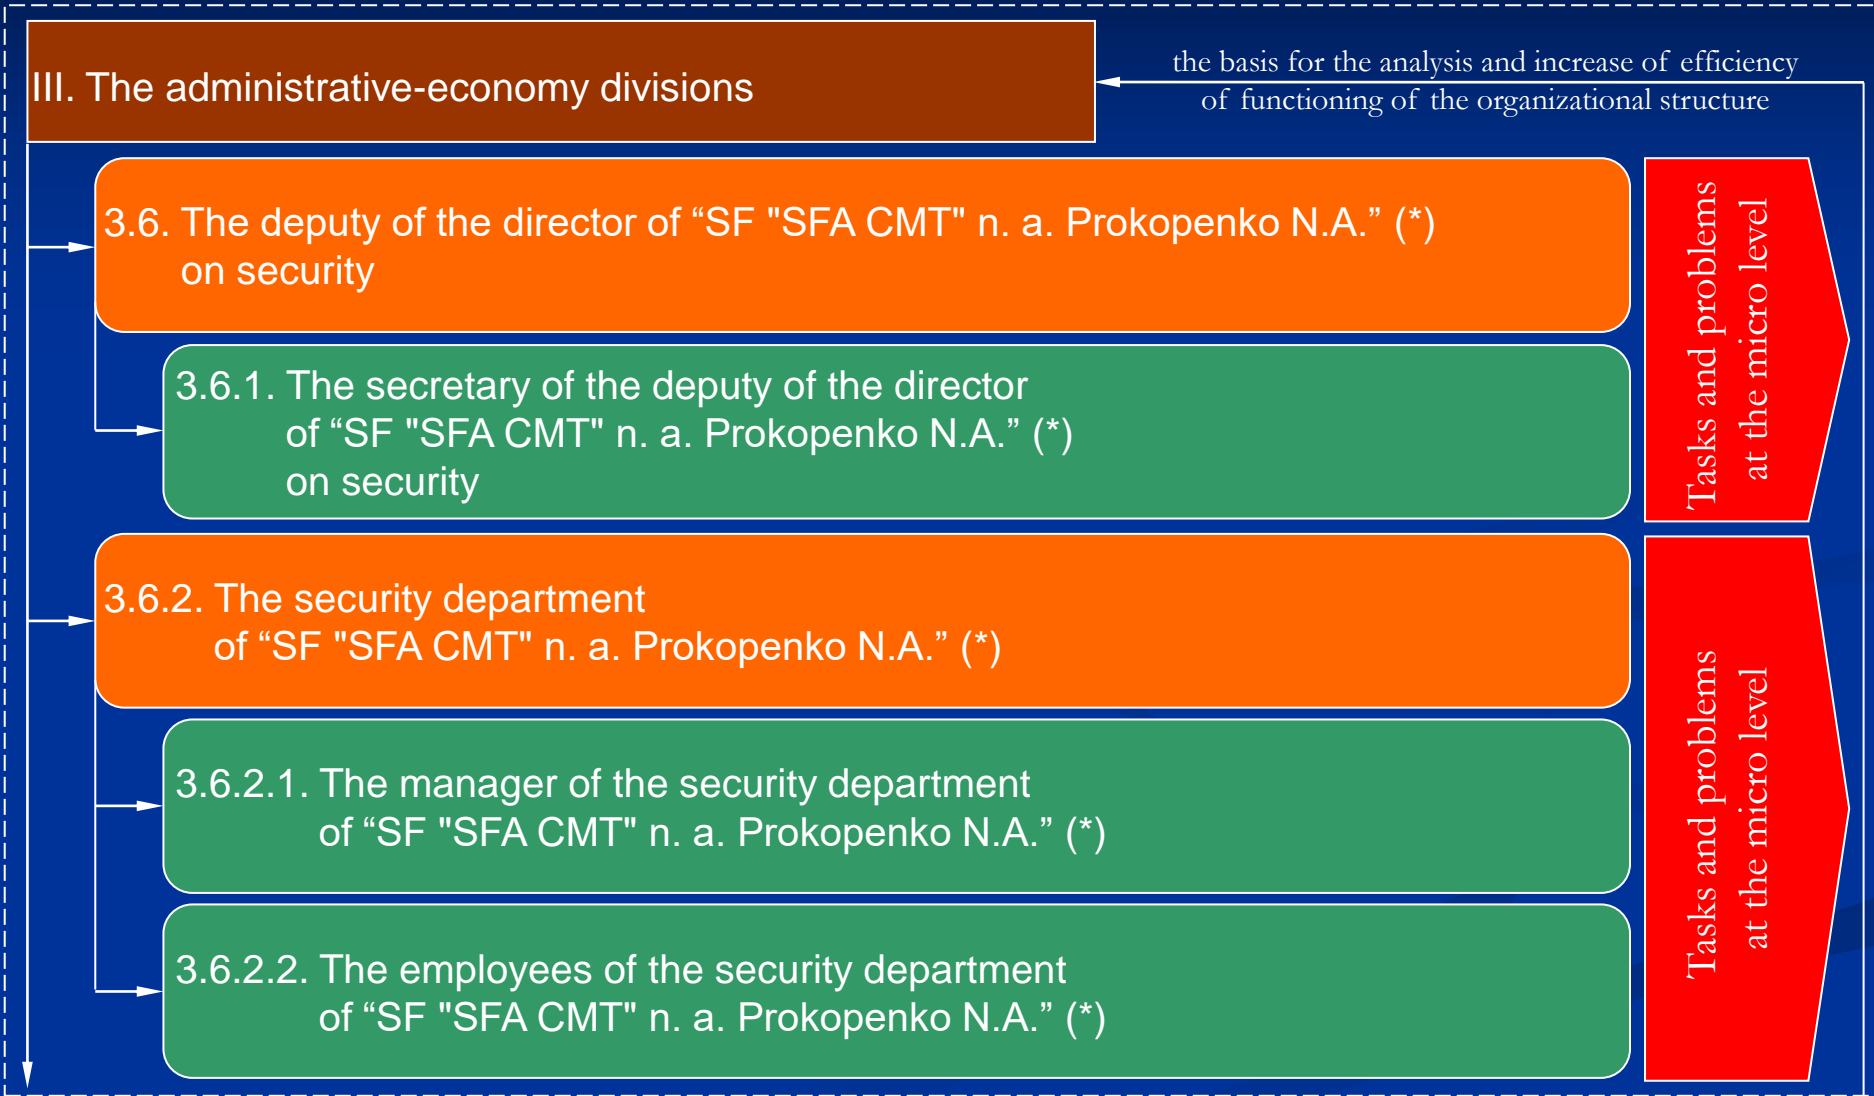 III. The administrative-economy divisions
the basis for the analysis and increase of efficiency
of functioning of the organizational structure
3.6. The deputy of the director of “SF "SFA CMT" n. a. Prokopenko N.A.” (*)
on security
3.6.1. The secretary of the deputy of the director
of “SF "SFA CMT" n. a. Prokopenko N.A.” (*)
on security
Tasks and problems
at the micro level
3.6.2. The security department
of “SF "SFA CMT" n. a. Prokopenko N.A.” (*)
3.6.2.1. The manager of the security department
of “SF "SFA CMT" n. a. Prokopenko N.A.” (*)
3.6.2.2. The employees of the security department
of “SF "SFA CMT" n. a. Prokopenko N.A.” (*)
Tasks and problems
at the micro level